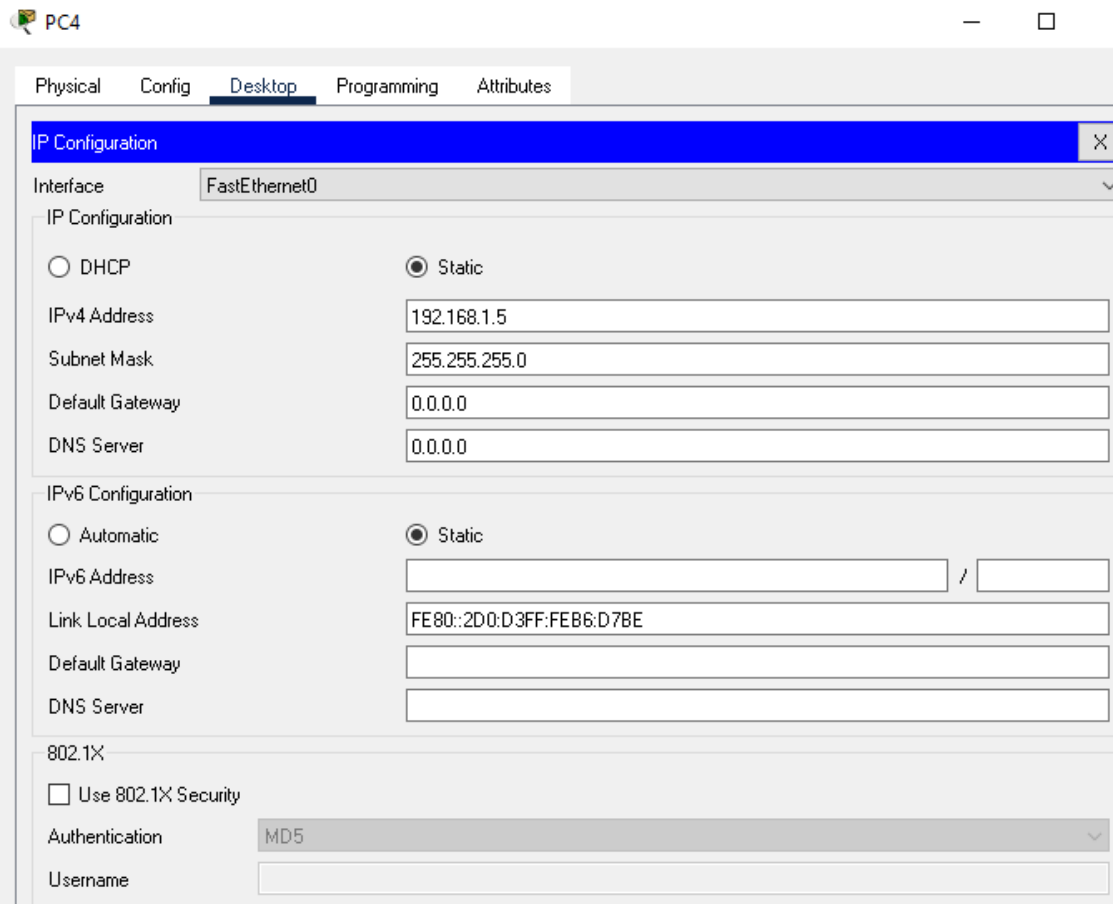 PC4
Physical Config Desktop Programming Attributes
IP Configuration X
Interface FastEthernet0
IP Configuration
DHCP Static
IPv4 Address 192.168.1.5
Subnet Mask 255.255.255.0
Default Gateway 0.0.0.0
DNS Server 0.0.0.0
IPv6 Configuration
Automatic Static
IPv6 Address /
Link Local Address FE80::2D0:D3FF:FEB6:D7BE
Default Gateway
DNS Server
802.1X
Use 802.1X Security
Authentication MD5
Username